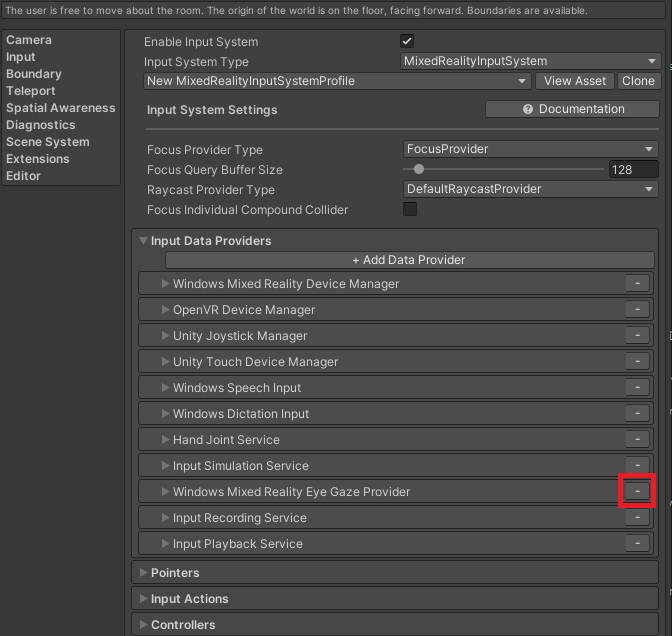 The user is free to move about the room. The origin of the world is on the floor, facing forward. Boundaries are available.
Camera
Input
Boundary
Teleport
Spatial Awareness
Diagnostics
Scene System
Extensions
Editor
Enable Input System
Input System Type MixedRealityInputSystem
New MixedRealityInputSystemProfile View Asset Clone
Input System Settings Documentation
Focus Provider Type FocusProvider
Focus Query Buffer Size 128
Raycast Provider Type DefaultRaycastProvider
Focus Individual Compound Collider
Input Data Providers
+ Add Data Provider
Windows Mixed Reality Device Manager -
OpenVR Device Manager -
Unity Joystick Manager -
Unity Touch Device Manager -
Windows Speech Input -
Windows Dictation Input -
Hand Joint Service -
Input Simulation Service -
Windows Mixed Reality Eye Gaze Provider -
Input Recording Service -
Input Playback Service -
Pointers
Input Actions
Controllers